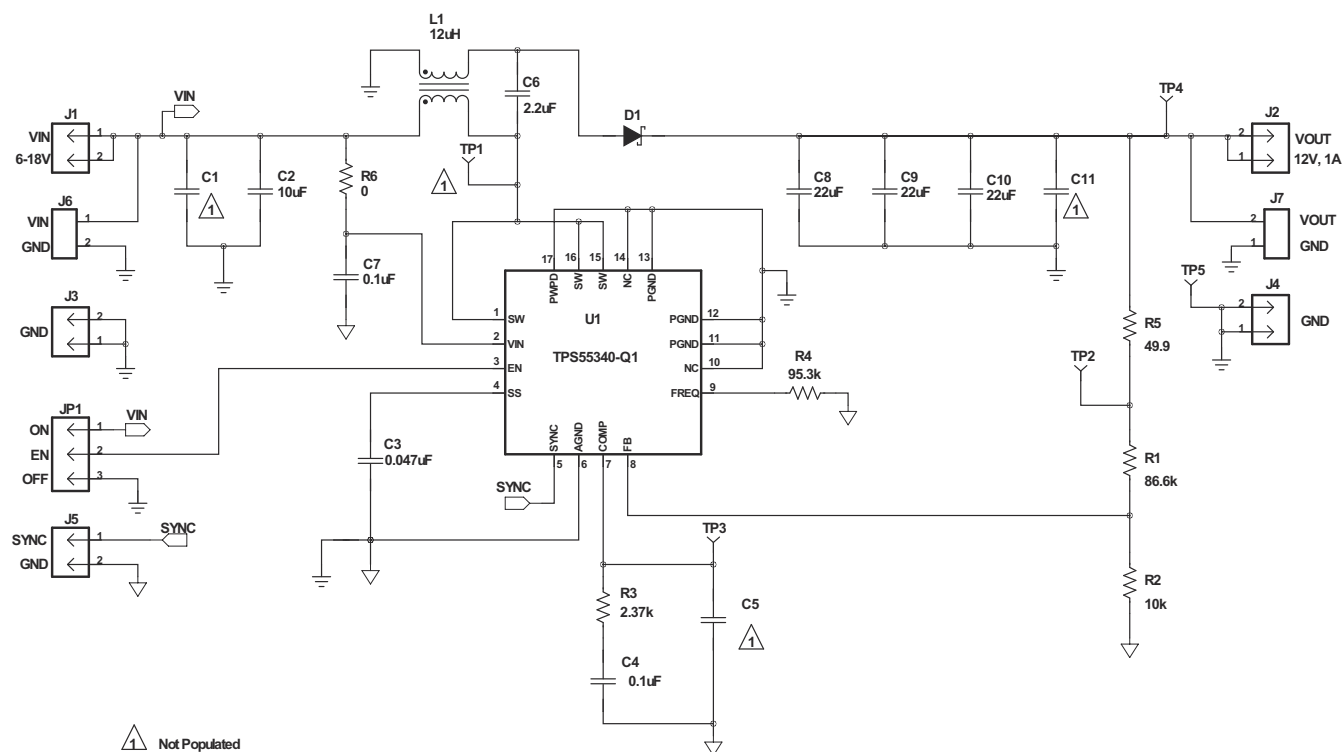 L1
12uH
C6
2.2uF
VIN
TP4
J1
VIN
1
6-18V
2
D1
J2
2
VOUT
1
12V, 1A
TP1
1
C1
1
C2
10uF
R6
0
C8
22uF
C9
22uF
C10
22uF
C11
1
J6
VIN
1
GND
2
J7
2
VOUT
1
GND
C7
0.1uF
17
16
15
14
13
PWPD
SW
SW
NC
PGND
TP5
J3
2
GND
1
J4
2
GND
1
U1
TPS55340-Q1
1
SW
2
VIN
3
EN
4
SS
PGND
12
PGND
11
NC
10
FREQ
9
R4
95.3k
R5
49.9
TP2
JP1
ON
1
VIN
EN
2
OFF
3
C3
0.047uF
SYNC
AGND
COMP
FB
5
6
7
8
SYNC
R1
86.6k
J5
SYNC
1
SYNC
GND
2
TP3
R3
2.37k
C5
1
R2
10k
C4
0.1uF
1
Not Populated